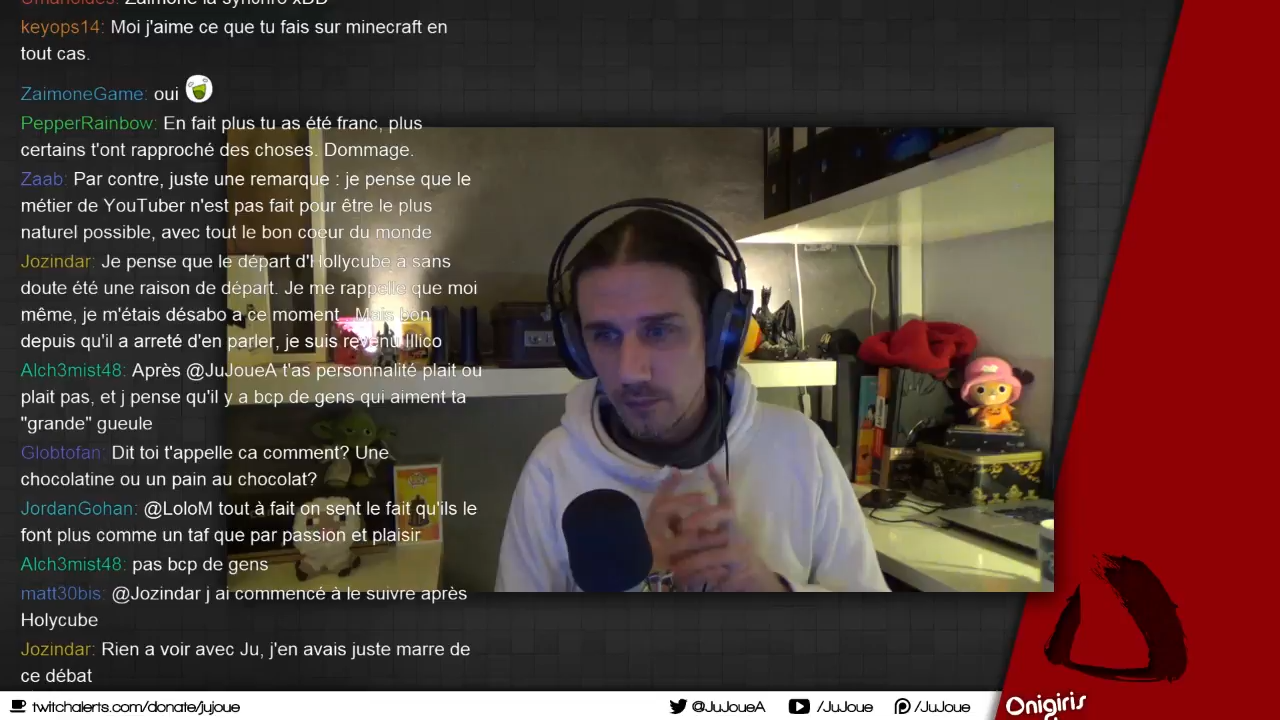 keyops14: Moi j'aime ce que tu fais sur minecraft en
tout cas.
ZaimoneGame: oui
PepperRainbow: En fait plus tu as été franc, plus
certains t'ont rapproché des choses. Dommage.
Zaab: Par contre, juste une remarque : je pense que le
métier de YouTuber n'est pas fait pour être le plus
naturel possible, avec tout le bon coeur du monde
Jozindar: Je pense que le départ d'Hollycube a sans
doute été une raison de départ. Je me rappelle que moi
même, je m'étais désabo a ce moment . Mais bon
depuis qu'il a arreté d'en parler, je suis revenu Illico
Alch3mist48: Après @JuJoueA t'as personnalité plait ou
plait pas, et j pense qu'il y a bcp de gens qui aiment ta
"grande" gueule
Globtofan: Dit toi t'appelle ca comment? Une
chocolatine ou un pain au chocolat?
JordanGohan: @LoloM tout à fait on sent le fait qu'ils le
font plus comme un taf que par passion et plaisir
Alch3mist48: pas bcp de gens
matt30bis: @Jozindar j ai commencé à le suivre après
Holycube
Jozindar: Rien a voir avec Ju, j'en avais juste marre de
ce débat
twitchalerts.com/donate/jujoue
@JuJoueA
/JuJoue
/JuJoue
Onigiris